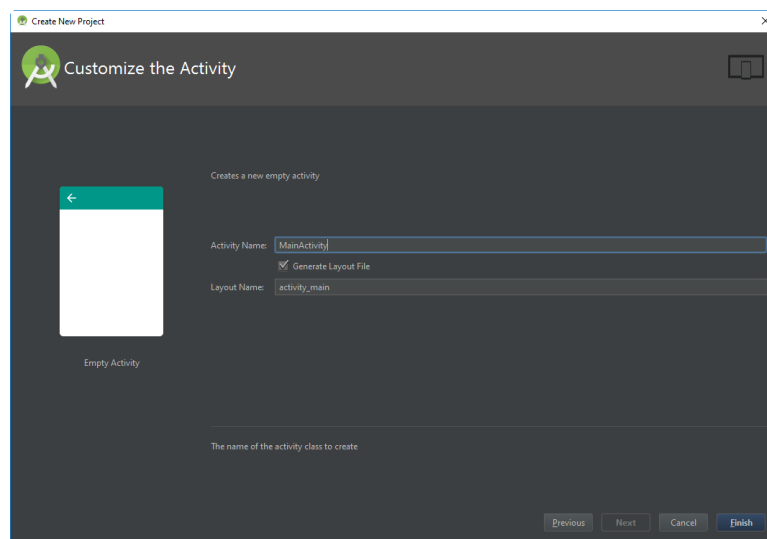 Create New Project
Customize the Activity
Creates a new empty activity
Activity Name: MainActivity
Generate Layout File
Layout Name: activity_main
Empty Activity
The name of the activity class to create
Previous Next Cancel Finish